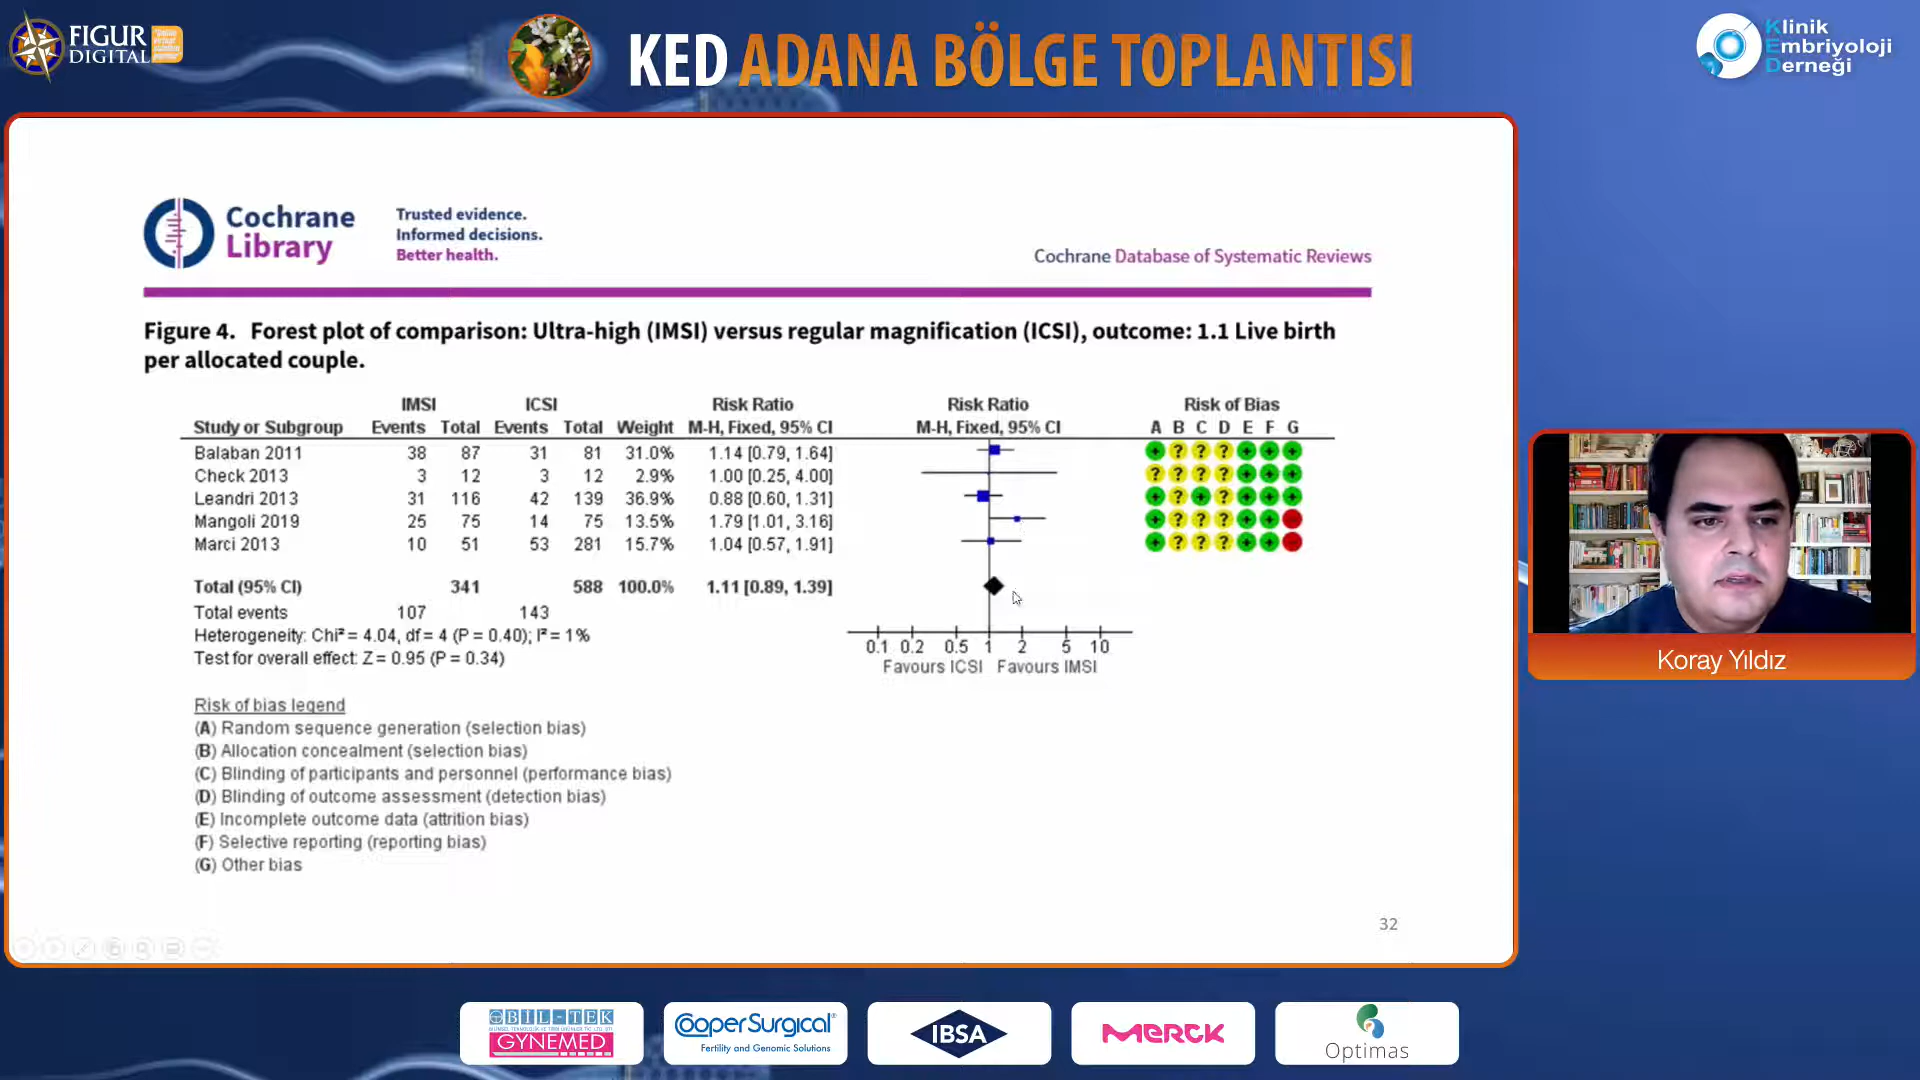 FIGUR
DIGITAL
KED ADANA BÖLGE TOPLANTISI
Klinik
Embriyoloji
Derneği
Cochrane
Library
Trusted evidence.
Informed decisions.
Better health.
Cochrane Database of Systematic Reviews
Figure 4. Forest plot of comparison: Ultra-high (IMSI) versus regular magnification (ICSI), outcome: 1.1 Live birth
per allocated couple.
IMSI ICSI Risk Ratio Risk Ratio Risk of Bias
Study or Subgroup Events Total Events Total Weight M-H, Fixed, 95% CI M-H, Fixed, 95% CI A B C D E F G
Balaban 2011 38 87 31 81 31.0% 1.14 [0.79, 1.64] + ? ? ? + + +
Check 2013 3 12 3 12 2.9% 1.00 [0.25, 4.00] ? ? ? ? + + +
Leandri 2013 31 116 42 139 36.9% 0.88 [0.60, 1.31] + ? + ? + + +
Mangoli 2019 25 75 14 75 13.5% 1.79 [1.01, 3.16] + ? ? ? + + -
Marci 2013 10 51 53 281 15.7% 1.04 [0.57, 1.91] + ? ? ? + + -
Total (95% CI) 341 588 100.0% 1.11 [0.89, 1.39]
Total events 107 143
Heterogeneity: Chi² = 4.04, df = 4 (P = 0.40); I² = 1%
Test for overall effect: Z = 0.95 (P = 0.34)
0.1 0.2 0.5 1 2 5 10
Favours ICSI Favours IMSI
Risk of bias legend
(A) Random sequence generation (selection bias)
(B) Allocation concealment (selection bias)
(C) Blinding of participants and personnel (performance bias)
(D) Blinding of outcome assessment (detection bias)
(E) Incomplete outcome data (attrition bias)
(F) Selective reporting (reporting bias)
(G) Other bias
32
Koray Yıldız
BİL-TEK
GYNEMED
CooperSurgical
Fertility and Genomic Solutions
IBSA
MERCK
Optimas